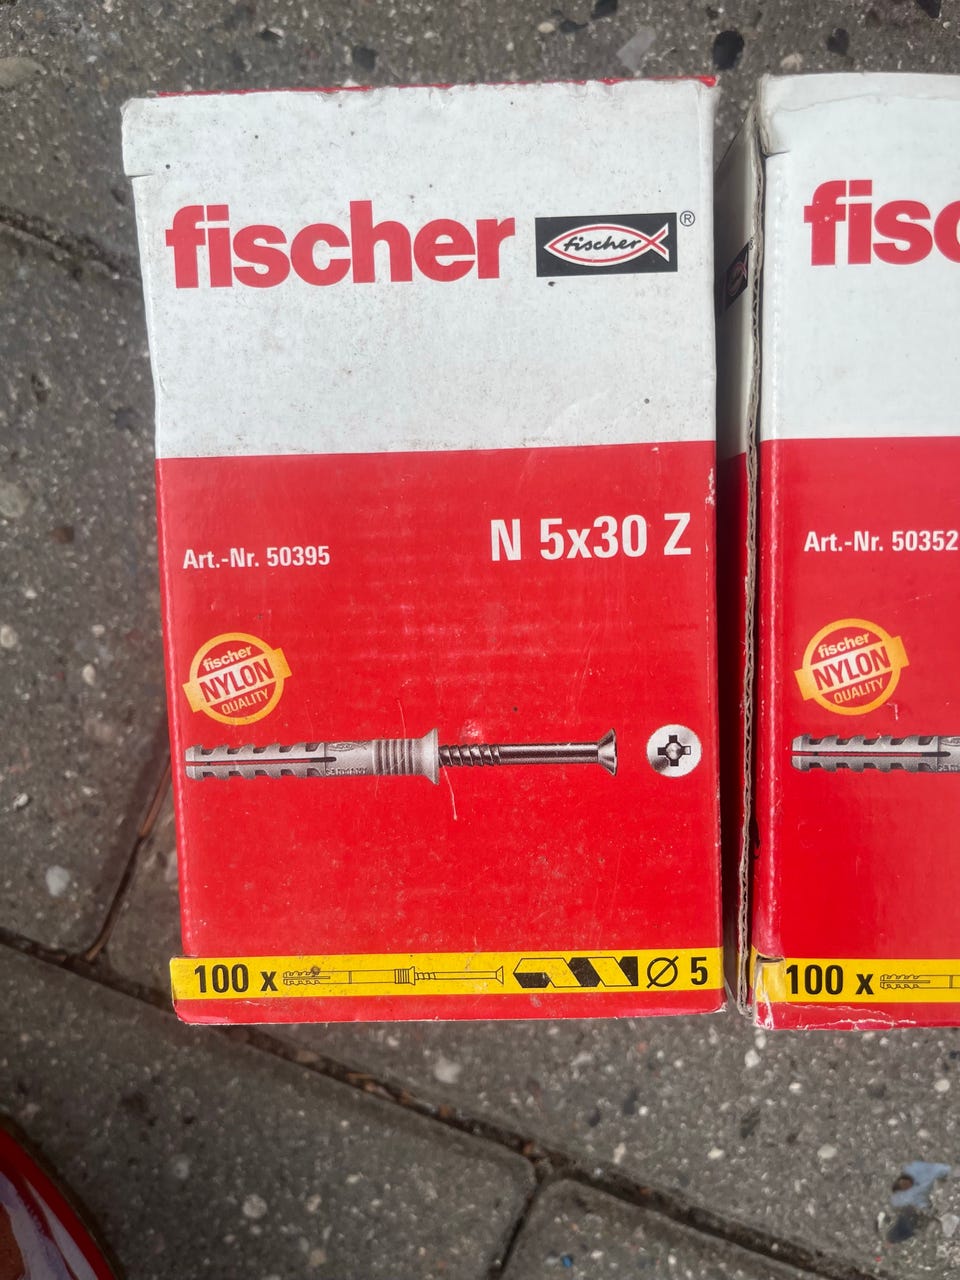 fischer fischer®
Art.-Nr. 50395
N 5x30 Z
fischer
NYLON
QUALITY
100 x
Ø 5
fisc
Art.-Nr. 50352
fischer
NYLON
QUALITY
100 x